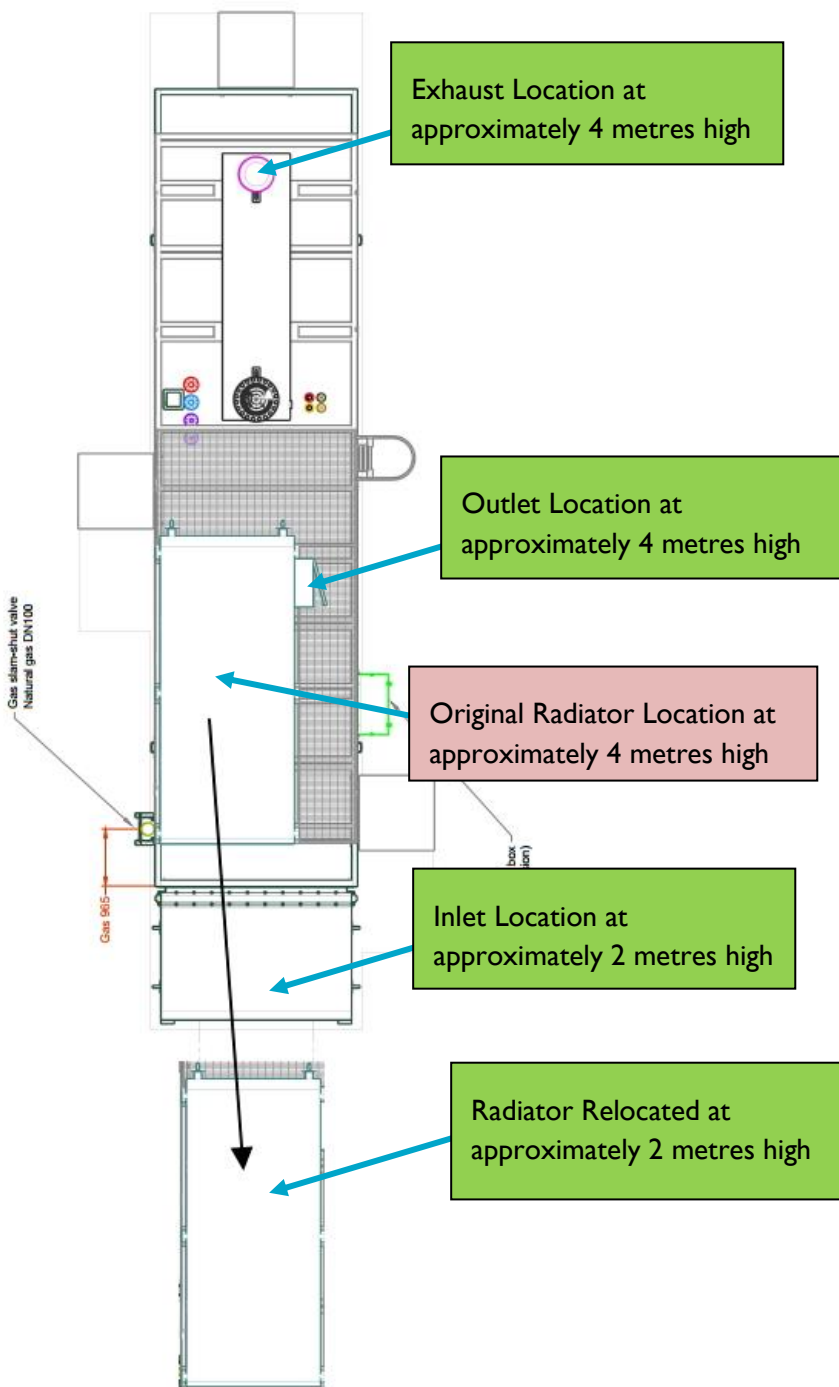 Exhaust Location at
approximately 4 metres high
Outlet Location at
approximately 4 metres high
Gas slam-shut valve
Natural gas DN100
Original Radiator Location at
approximately 4 metres high
box
Gas 965
Inlet Location at
approximately 2 metres high
Radiator Relocated at
approximately 2 metres high